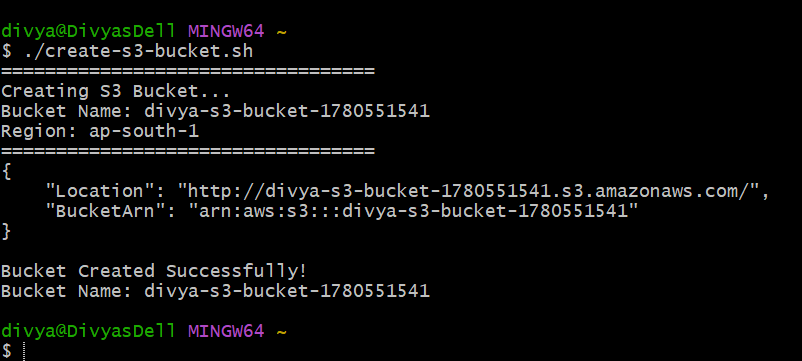 divya@DivyasDell MINGW64 ~
$ ./create-s3-bucket.sh
==================================
Creating S3 Bucket...
Bucket Name: divya-s3-bucket-1780551541
Region: ap-south-1
==================================
{
    "Location": "http://divya-s3-bucket-1780551541.s3.amazonaws.com/",
    "BucketArn": "arn:aws:s3:::divya-s3-bucket-1780551541"
}
Bucket Created Successfully!
Bucket Name: divya-s3-bucket-1780551541
divya@DivyasDell MINGW64 ~
$